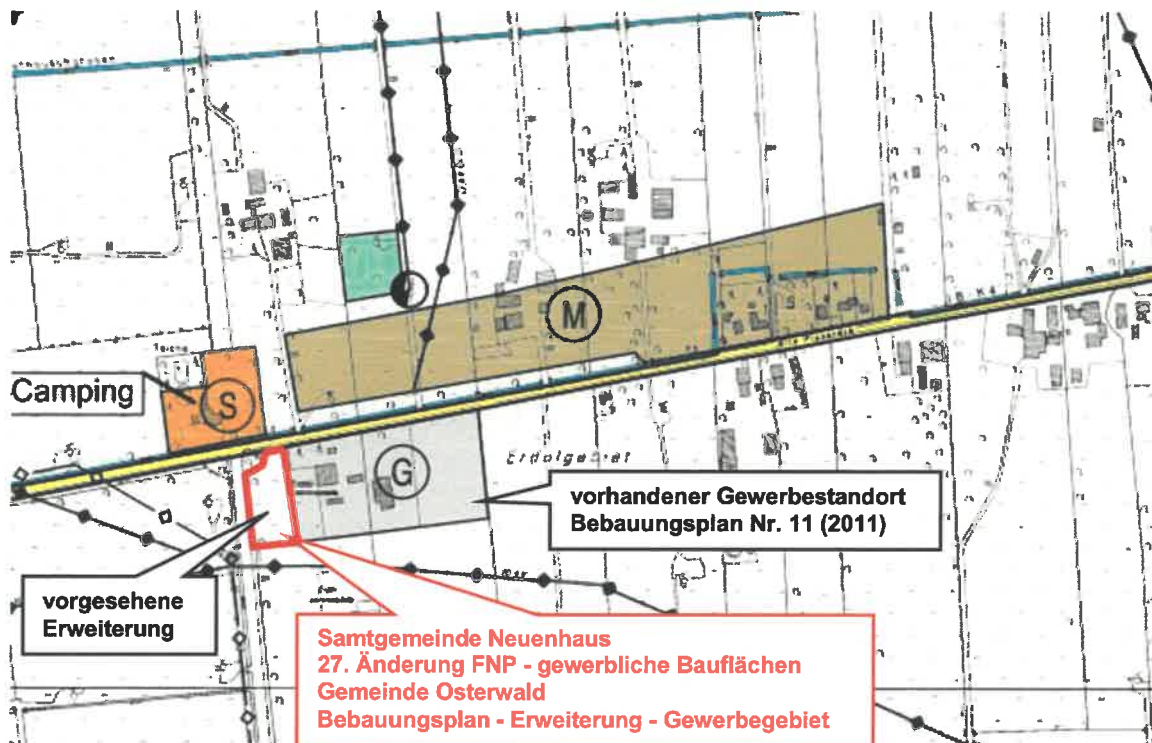 M
Camping
S
G
Erdölgebiet
vorhandener Gewerbestandort
Bebauungsplan Nr. 11 (2011)
vorgesehene
Erweiterung
Samtgemeinde Neuenhaus
27. Änderung FNP - gewerbliche Bauflächen
Gemeinde Osterwald
Bebauungsplan - Erweiterung - Gewerbegebiet